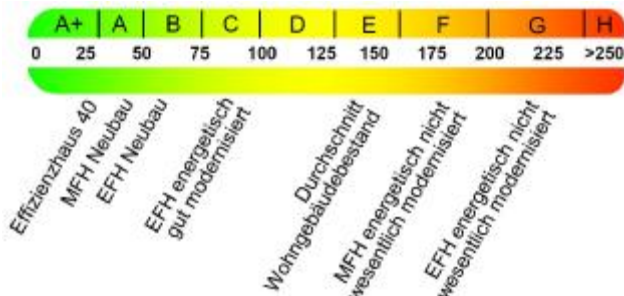 A+ A B C D E F G H
0 25 50 75 100 125 150 175 200 225 >250
Effizienzhaus 40
MFH Neubau
EFH Neubau
EFH energetisch
gut modernisiert
Durchschnitt
Wohngebäudebestand
MFH energetisch nicht
wesentlich modernisiert
EFH energetisch nicht
wesentlich modernisiert